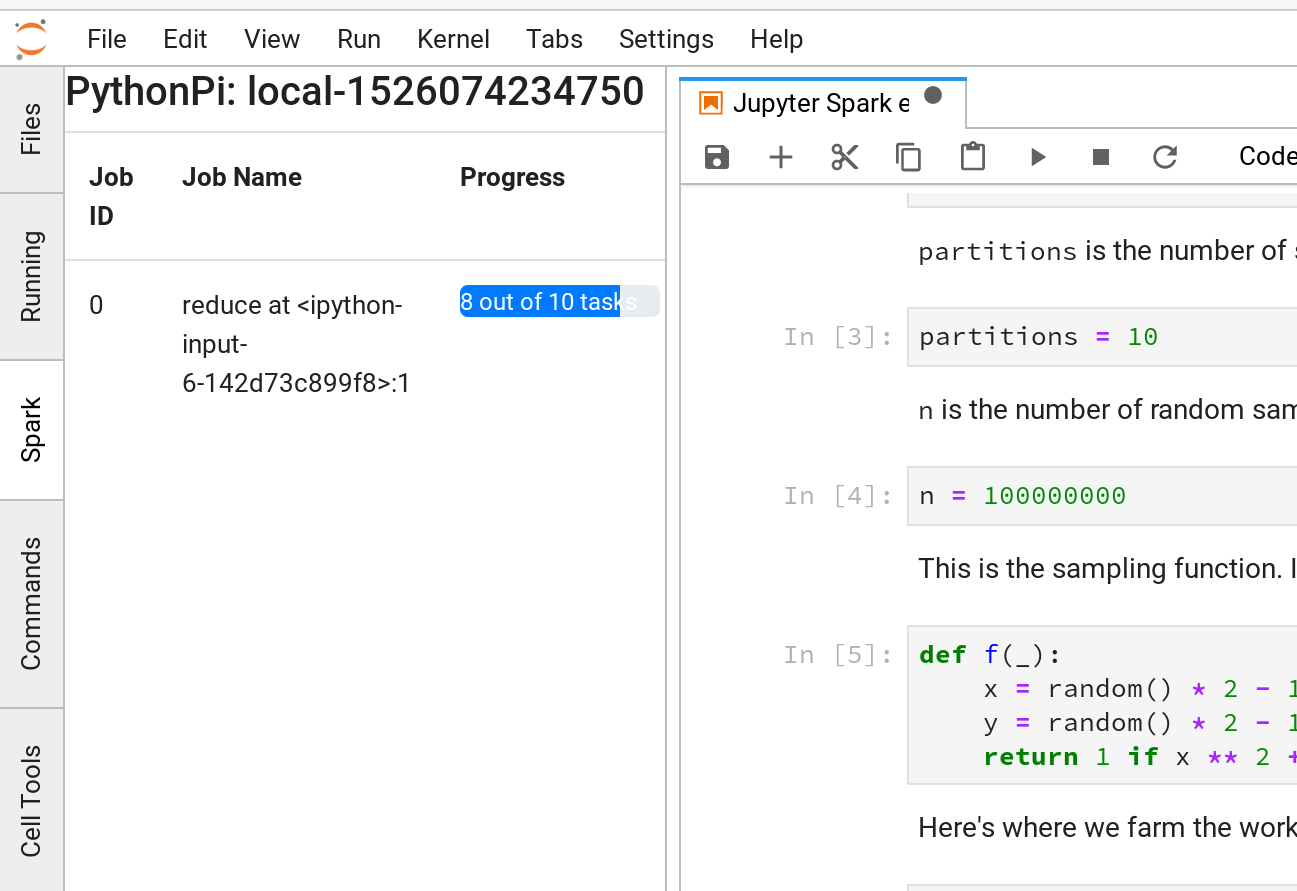 File Edit View Run Kernel Tabs Settings Help
Files
Running
Spark
Commands
Cell Tools
PythonPi: local-1526074234750
Job ID Job Name Progress
0 reduce at <ipython-
input-
6-142d73c899f8>:1
8 out of 10 tasks
Jupyter Spark e
Code
partitions is the number of
In [3]: partitions = 10
n is the number of random sam
In [4]: n = 100000000
This is the sampling function. I
In [5]: def f(_):
x = random() * 2 - 1
y = random() * 2 - 1
return 1 if x ** 2 +
Here's where we farm the work